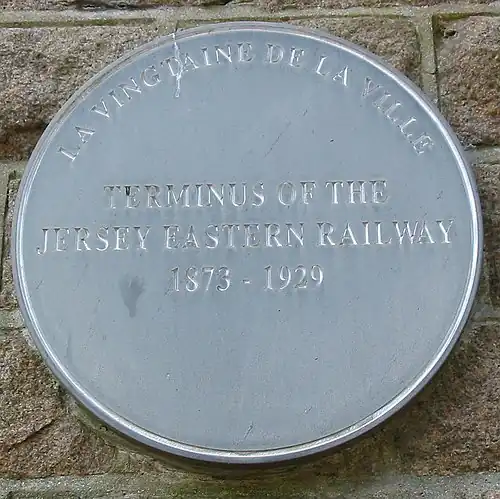 LA VINGTAINE DE LA VILLE
TERMINUS OF THE
JERSEY EASTERN RAILWAY
1873 - 1929